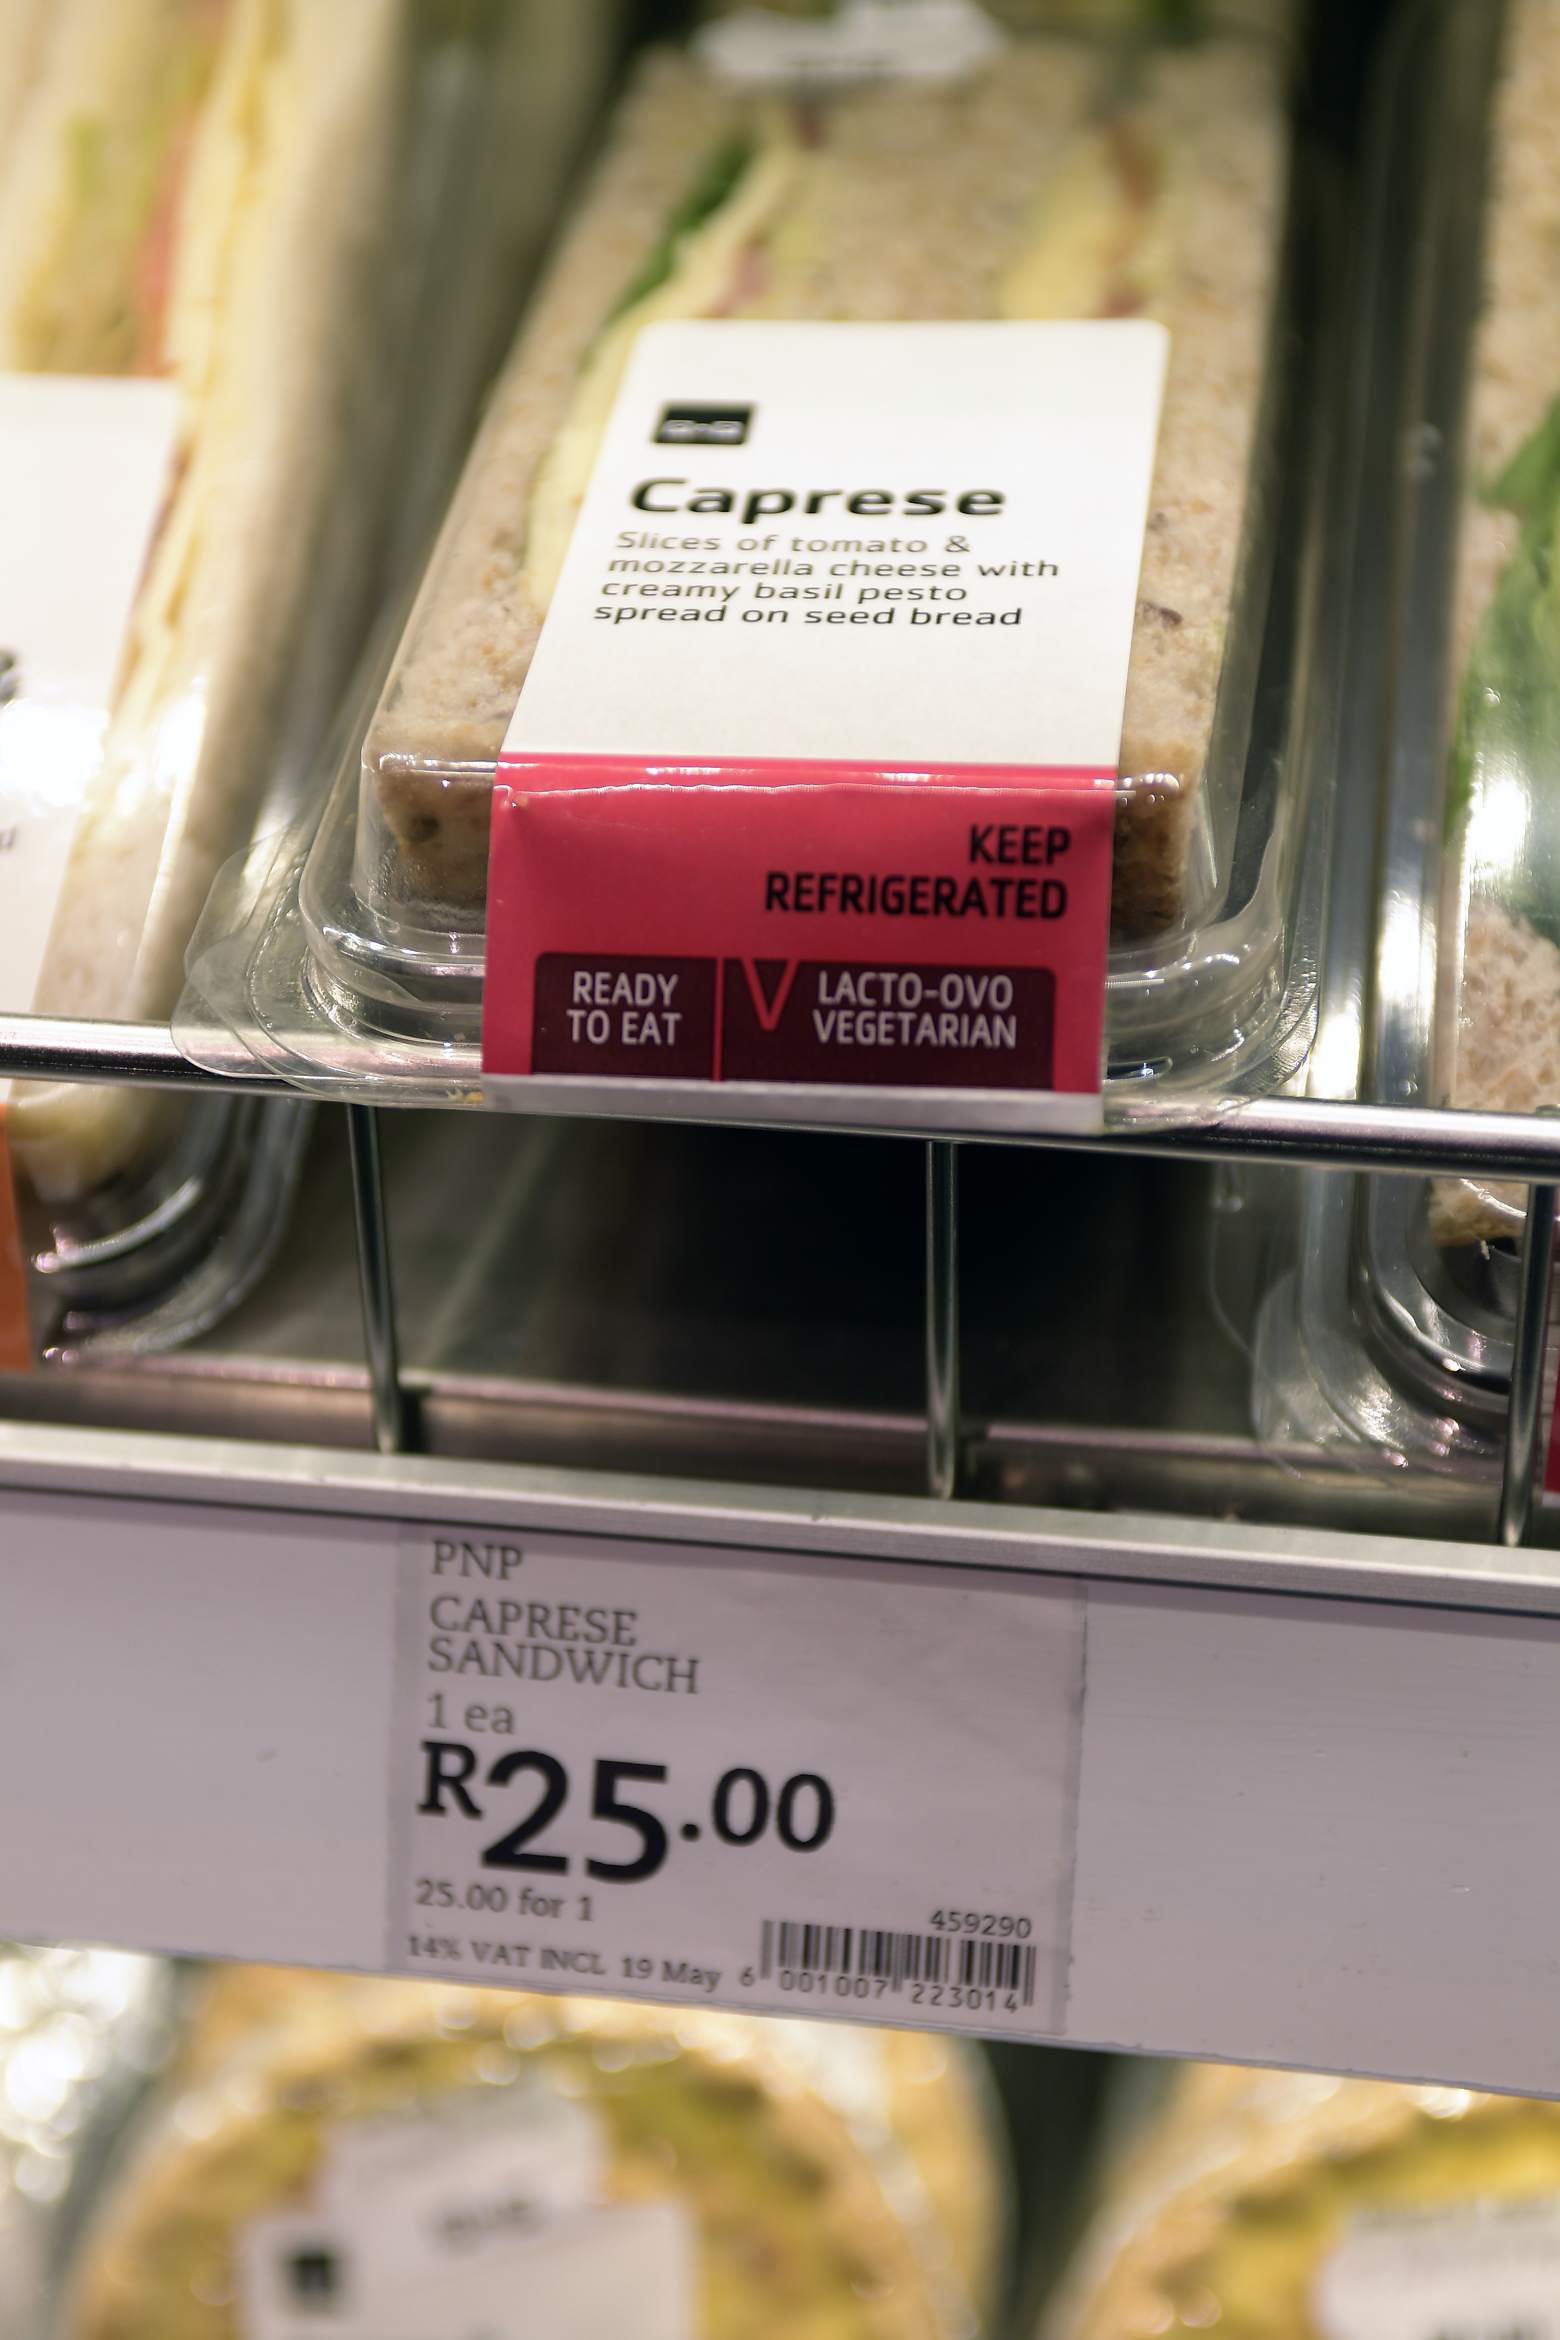 Caprese
Slices of tomato &
mozzarella cheese with
creamy basil pesto
spread on seed bread
KEEP
REFRIGERATED
READY
TO EAT
V LACTO-OVO
VEGETARIAN
PNP
CAPRESE
SANDWICH
1 ea
R25.00
25.00 for 1
459290
14% VAT INCL 19 May
6 001007 223014